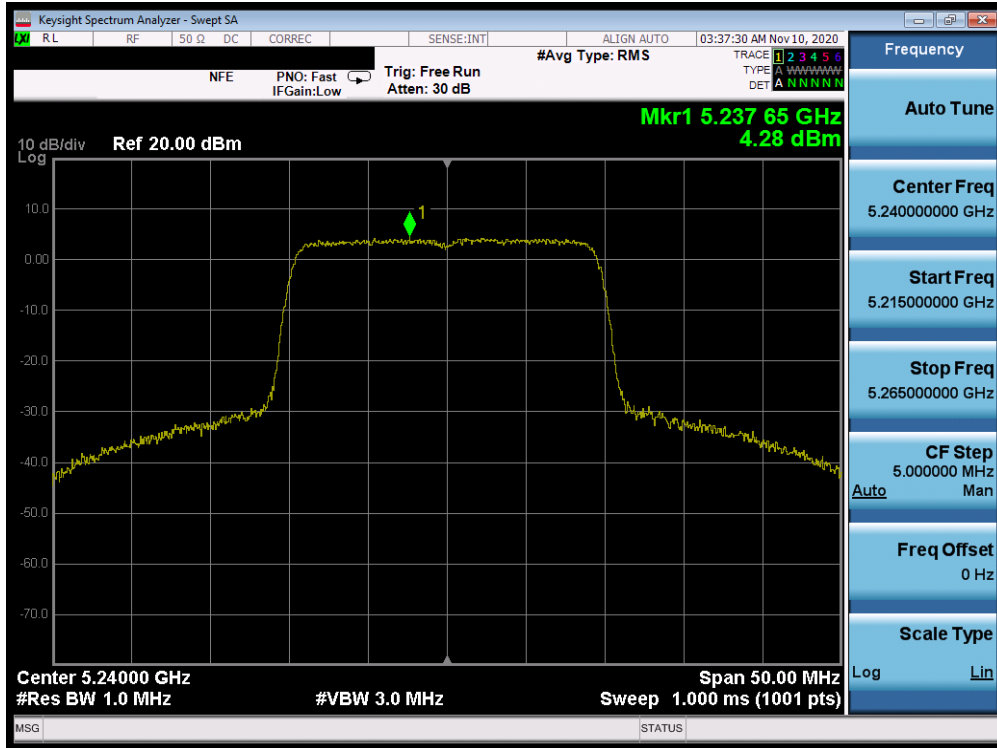 Keysight Spectrum Analyzer - Swept SA
LXI RL RF 50 Ω DC CORREC SENSE:INT ALIGN AUTO 03:37:30 AM Nov 10, 2020
#Avg Type: RMS
TRACE 1 2 3 4 5 6
TYPE A WWWWW
DET A N N N N N
NFE PNO: Fast Trig: Free Run
IFGain:Low Atten: 30 dB
Mkr1 5.237 65 GHz
4.28 dBm
10 dB/div Ref 20.00 dBm
Log
1
10.0
0.00
-10.0
-20.0
-30.0
-40.0
-50.0
-60.0
-70.0
Center 5.24000 GHz Span 50.00 MHz
#Res BW 1.0 MHz #VBW 3.0 MHz Sweep 1.000 ms (1001 pts)
MSG STATUS
Frequency
Auto Tune
Center Freq
5.240000000 GHz
Start Freq
5.215000000 GHz
Stop Freq
5.265000000 GHz
CF Step
5.000000 MHz
Auto Man
Freq Offset
0 Hz
Scale Type
Log Lin